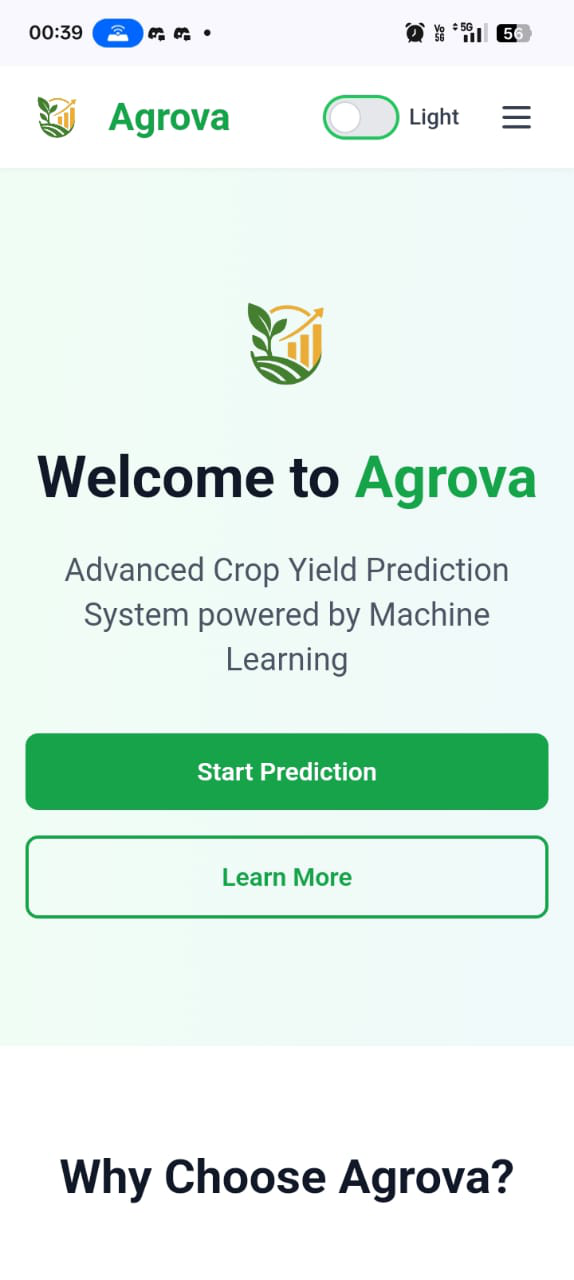 00:39
Vo
5G
5G
56
Agrova
Light
Welcome to Agrova
Advanced Crop Yield Prediction
System powered by Machine
Learning
Start Prediction
Learn More
Why Choose Agrova?